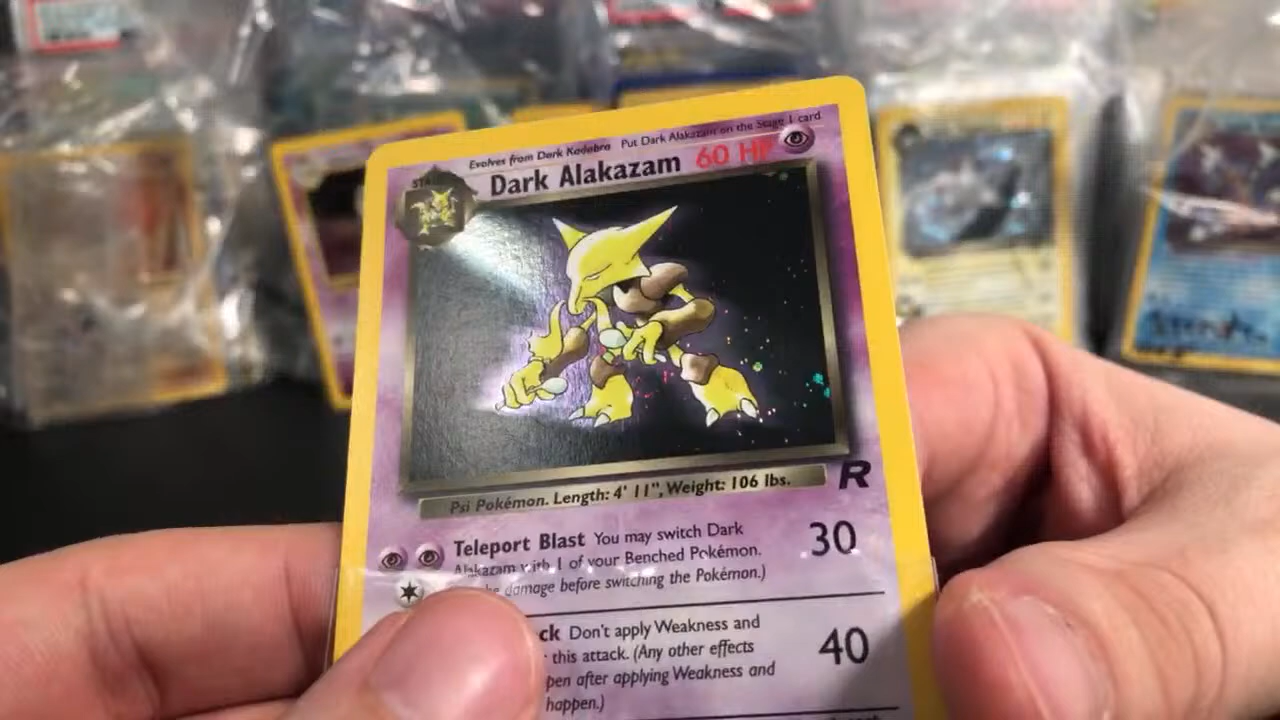 Evolves from Dark Kadabra Put Dark Alakazam on the Stage 1 card
Dark Alakazam 60 HP
Psi Pokémon. Length: 4' 11", Weight: 106 lbs.
R
Teleport Blast You may switch Dark
Alakazam with 1 of your Benched Pokémon.
damage before switching the Pokémon.)
30
ck Don't apply Weakness and
this attack. (Any other effects
pen after applying Weakness and
happen.)
40